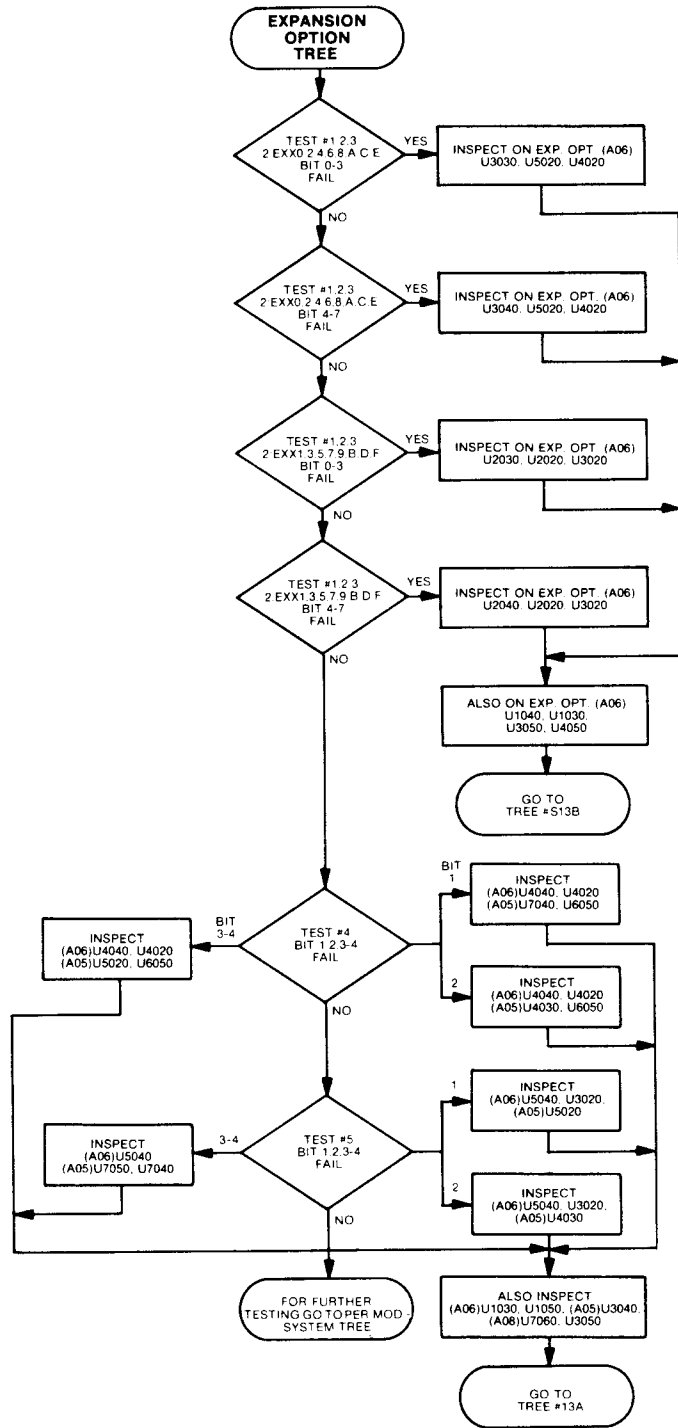 EXPANSION
OPTION
TREE
TEST #1,2,3
2 EXX0,2 4 6,8,A C E
BIT 0-3
FAIL
YES
INSPECT ON EXP. OPT. (A06)
U3030, U5020, U4020
NO
TEST #1,2,3
2 EXX0,2 4 6,8,A,C,E
BIT 4-7
FAIL
YES
INSPECT ON EXP. OPT. (A06)
U3040, U5020, U4020
NO
TEST #1,2,3
2 EXX1,3,5,7,9,B,D,F
BIT 0-3
FAIL
YES
INSPECT ON EXP. OPT. (A06)
U2030, U2020, U3020
NO
TEST #1,2 3
2 EXX1,3,5,7,9 B D F
BIT 4-7
FAIL
YES
INSPECT ON EXP. OPT. (A06)
U2040, U2020, U3020
NO
ALSO ON EXP. OPT. (A06)
U1040, U1030,
U3050, U4050
GO TO
TREE #S13B
BIT
1
INSPECT
(A06)U4040, U4020
(A05)U7040, U6050
BIT
3-4
INSPECT
(A06)U4040, U4020
(A05)U5020, U6050
TEST #4
BIT 1,2,3-4
FAIL
2
INSPECT
(A06)U4040, U4020
(A05)U4030, U6050
NO
1
INSPECT
(A06)U5040, U3020,
(A05)U5020
3-4
INSPECT
(A06)U5040
(A05)U7050, U7040
TEST #5
BIT 1,2,3-4
FAIL
2
INSPECT
(A06)U5040, U3020,
(A05)U4030
NO
FOR FURTHER
TESTING GO TO PER MOD -
SYSTEM TREE
ALSO INSPECT
(A06)U1030, U1050, (A05)U3040,
(A08)U7060, U3050
GO TO
TREE #13A